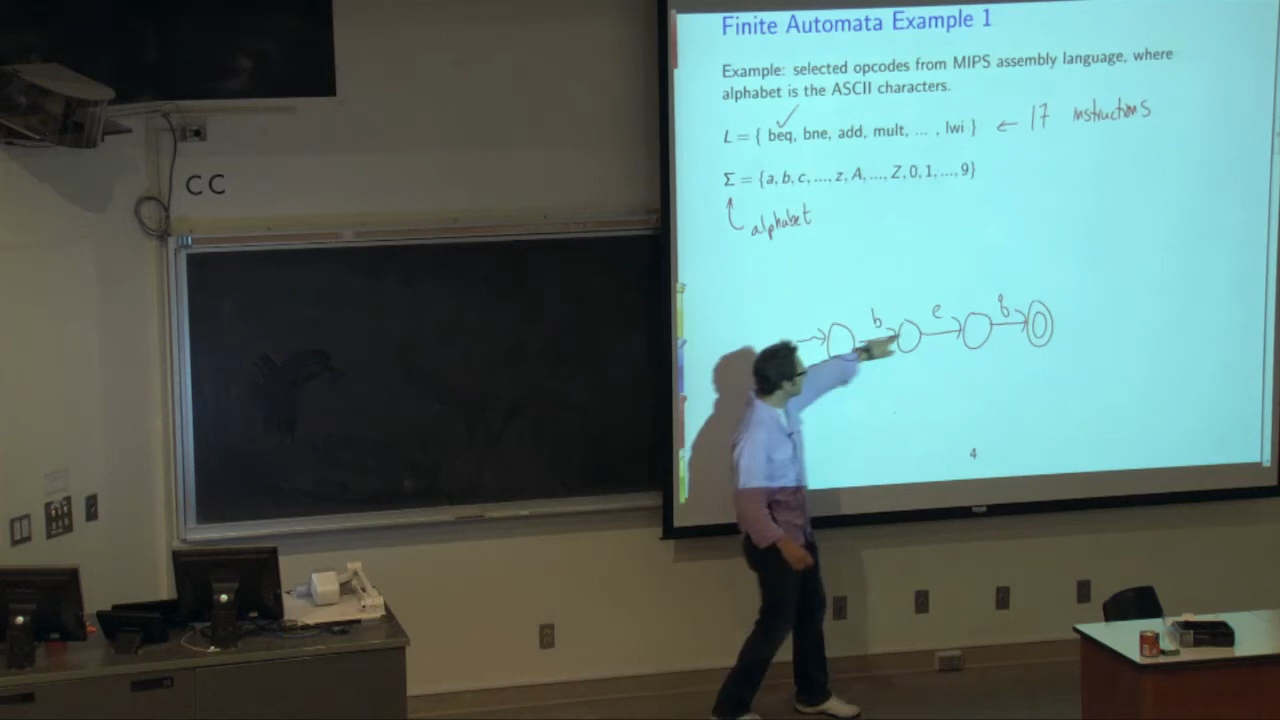 Finite Automata Example 1
Example: selected opcodes from MIPS assembly language, where
alphabet is the ASCII characters.
L = { beq, bne, add, mult, ... , lwi } ← 17 instructions
Σ = {a, b, c, ..., z, A, ..., Z, 0, 1, ..., 9}
alphabet
CC
b e q
4